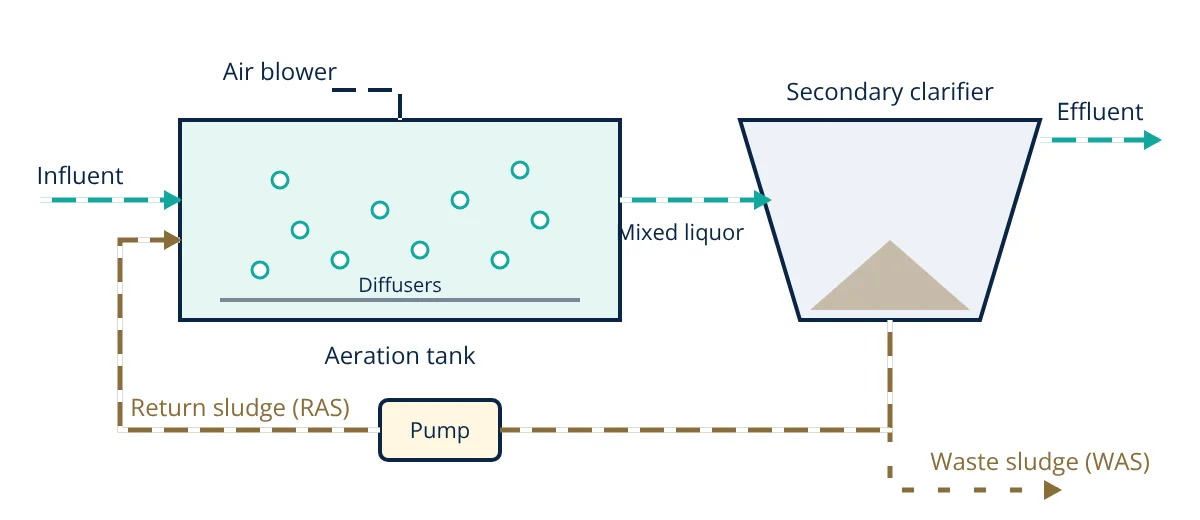 Air blower
Secondary clarifier
Effluent
Influent
Mixed liquor
Diffusers
Aeration tank
Return sludge (RAS)
Pump
Waste sludge (WAS)